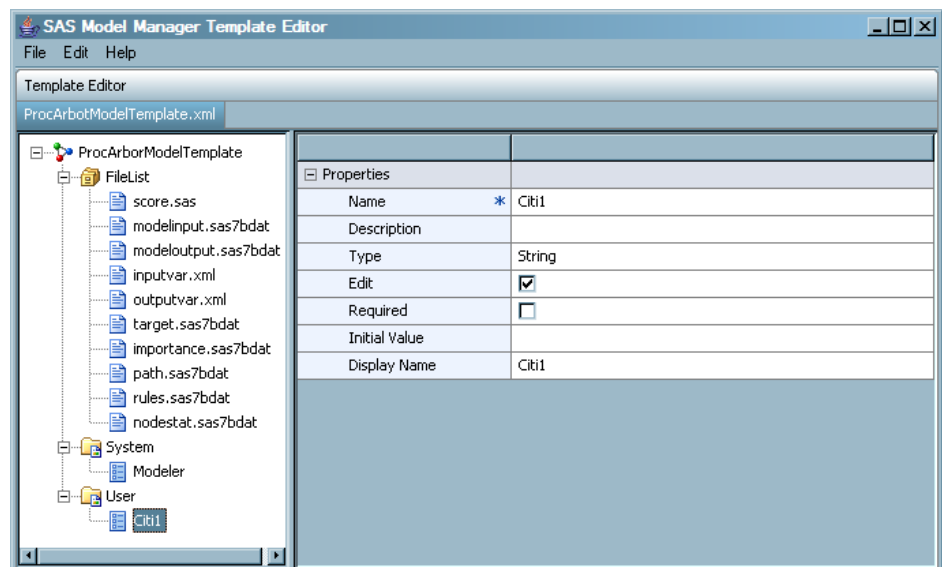 SAS Model Manager Template Editor
File Edit Help
Template Editor
ProcArbotModelTemplate.xml
ProcArborModelTemplate
FileList
score.sas
modelinput.sas7bdat
modeloutput.sas7bdat
inputvar.xml
outputvar.xml
target.sas7bdat
importance.sas7bdat
path.sas7bdat
rules.sas7bdat
nodestat.sas7bdat
System
Modeler
User
Citi1
Properties
Name * Citi1
Description
Type String
Edit
Required
Initial Value
Display Name Citi1